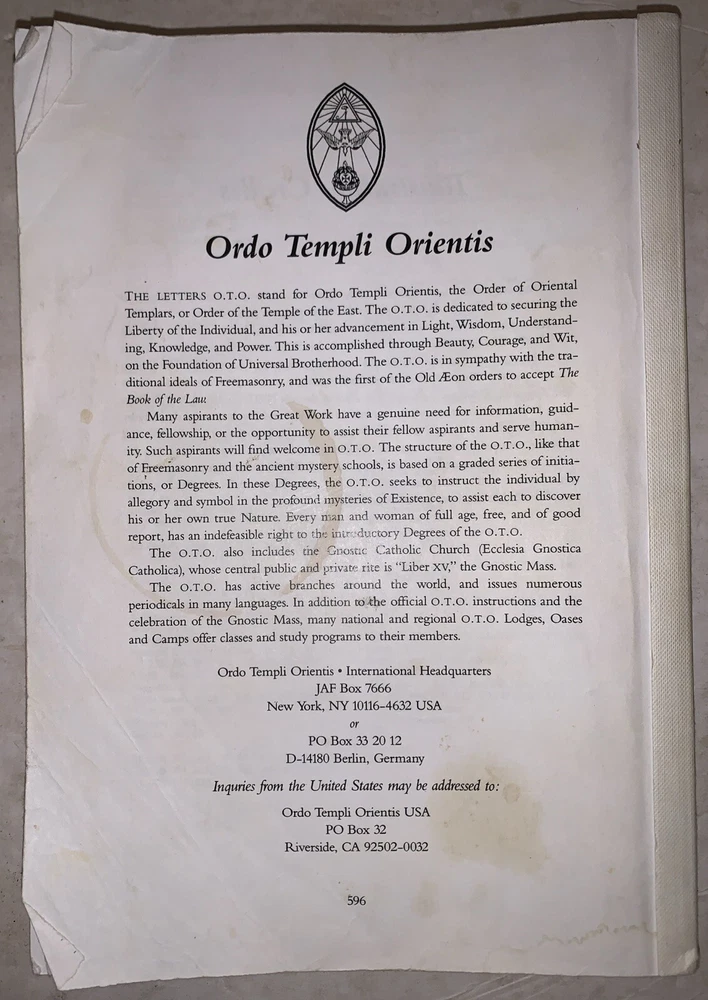 Ordo Templi Orientis
THE LETTERS O.T.O. stand for Ordo Templi Orientis, the Order of Oriental
Templars, or Order of the Temple of the East. The O.T.O. is dedicated to securing the
Liberty of the Individual, and his or her advancement in Light, Wisdom, Understand-
ing, Knowledge, and Power. This is accomplished through Beauty, Courage, and Wit,
on the Foundation of Universal Brotherhood. The O.T.O. is in sympathy with the tra-
ditional ideals of Freemasonry, and was the first of the Old Æon orders to accept The
Book of the Law.
Many aspirants to the Great Work have a genuine need for information, guid-
ance, fellowship, or the opportunity to assist their fellow aspirants and serve human-
ity. Such aspirants will find welcome in O.T.O. The structure of the O.T.O., like that
of Freemasonry and the ancient mystery schools, is based on a graded series of initia-
tions, or Degrees. In these Degrees, the O.T.O. seeks to instruct the individual by
allegory and symbol in the profound mysteries of Existence, to assist each to discover
his or her own true Nature. Every man and woman of full age, free, and of good
report, has an indefeasible right to the introductory Degrees of the O.T.O.
The O.T.O. also includes the Gnostic Catholic Church (Ecclesia Gnostica
Catholica), whose central public and private rite is “Liber XV,” the Gnostic Mass.
The O.T.O. has active branches around the world, and issues numerous
periodicals in many languages. In addition to the official O.T.O. instructions and the
celebration of the Gnostic Mass, many national and regional O.T.O. Lodges, Oases
and Camps offer classes and study programs to their members.
Ordo Templi Orientis • International Headquarters
JAF Box 7666
New York, NY 10116-4632 USA
or
PO Box 33 20 12
D-14180 Berlin, Germany
Inquries from the United States may be addressed to:
Ordo Templi Orientis USA
PO Box 32
Riverside, CA 92502-0032
596